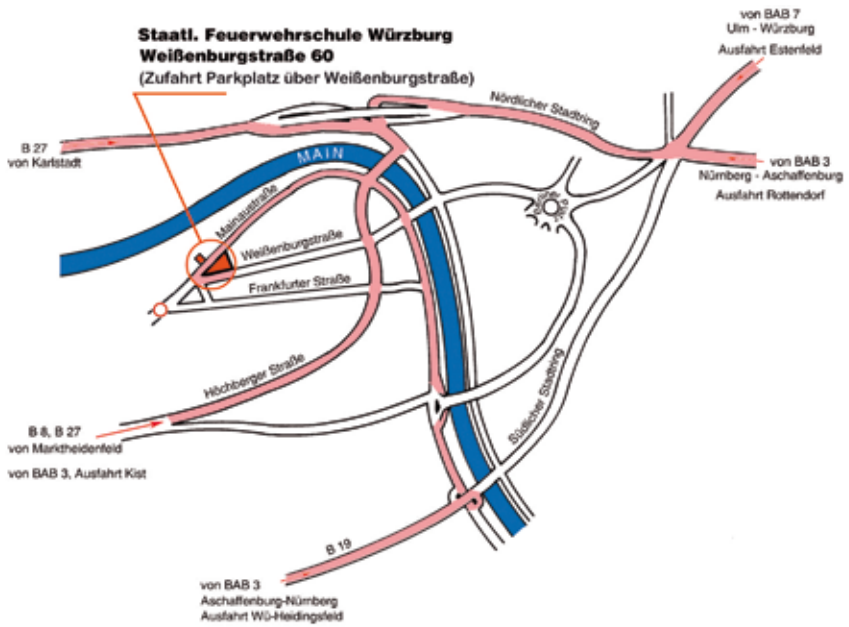 Staatl. Feuerwehrschule Würzburg
Weißenburgstraße 60
(Zufahrt Parkplatz über Weißenburgstraße)
von BAB 7
Ulm - Würzburg
Ausfahrt Estenfeld
Nördlicher Stadtring
B 27
von Karlstadt
MAIN
von BAB 3
Nürnberg - Aschaffenburg
Ausfahrt Rottendorf
Mainaustraße
Weißenburgstraße
Frankfurter Straße
Höchberger Straße
Südlicher Stadtring
B 8, B 27
von Marktheidenfeld
von BAB 3, Ausfahrt Kist
B 19
von BAB 3
Aschaffenburg-Nürnberg
Ausfahrt Wü-Heidingsfeld